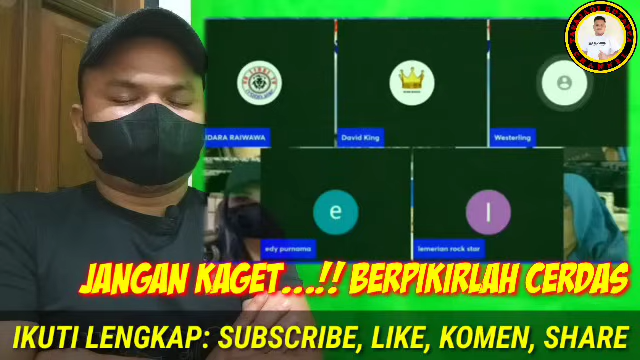 IDARA RAIWAWA
David King
Westerling
e
l
edy purnama
lemerian rock star
JANGAN KAGET...!! BERPIKIRLAH CERDAS
IKUTI LENGKAP: SUBSCRIBE, LIKE, KOMEN, SHARE